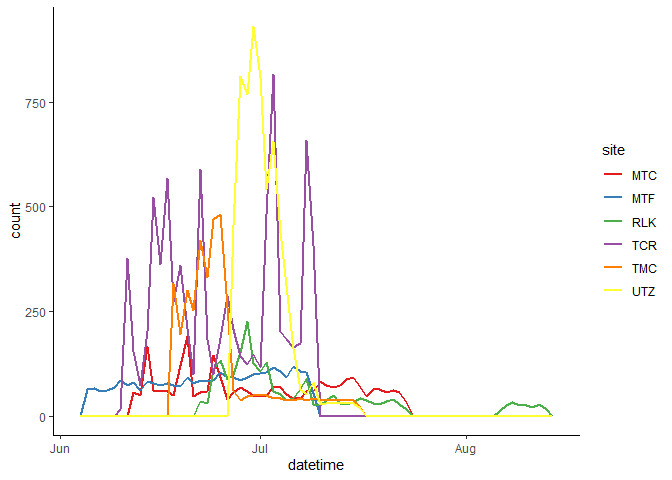 750
500
250
0
count
Jun
Jul
Aug
datetime
site
MTC
MTF
RLK
TCR
TMC
UTZ